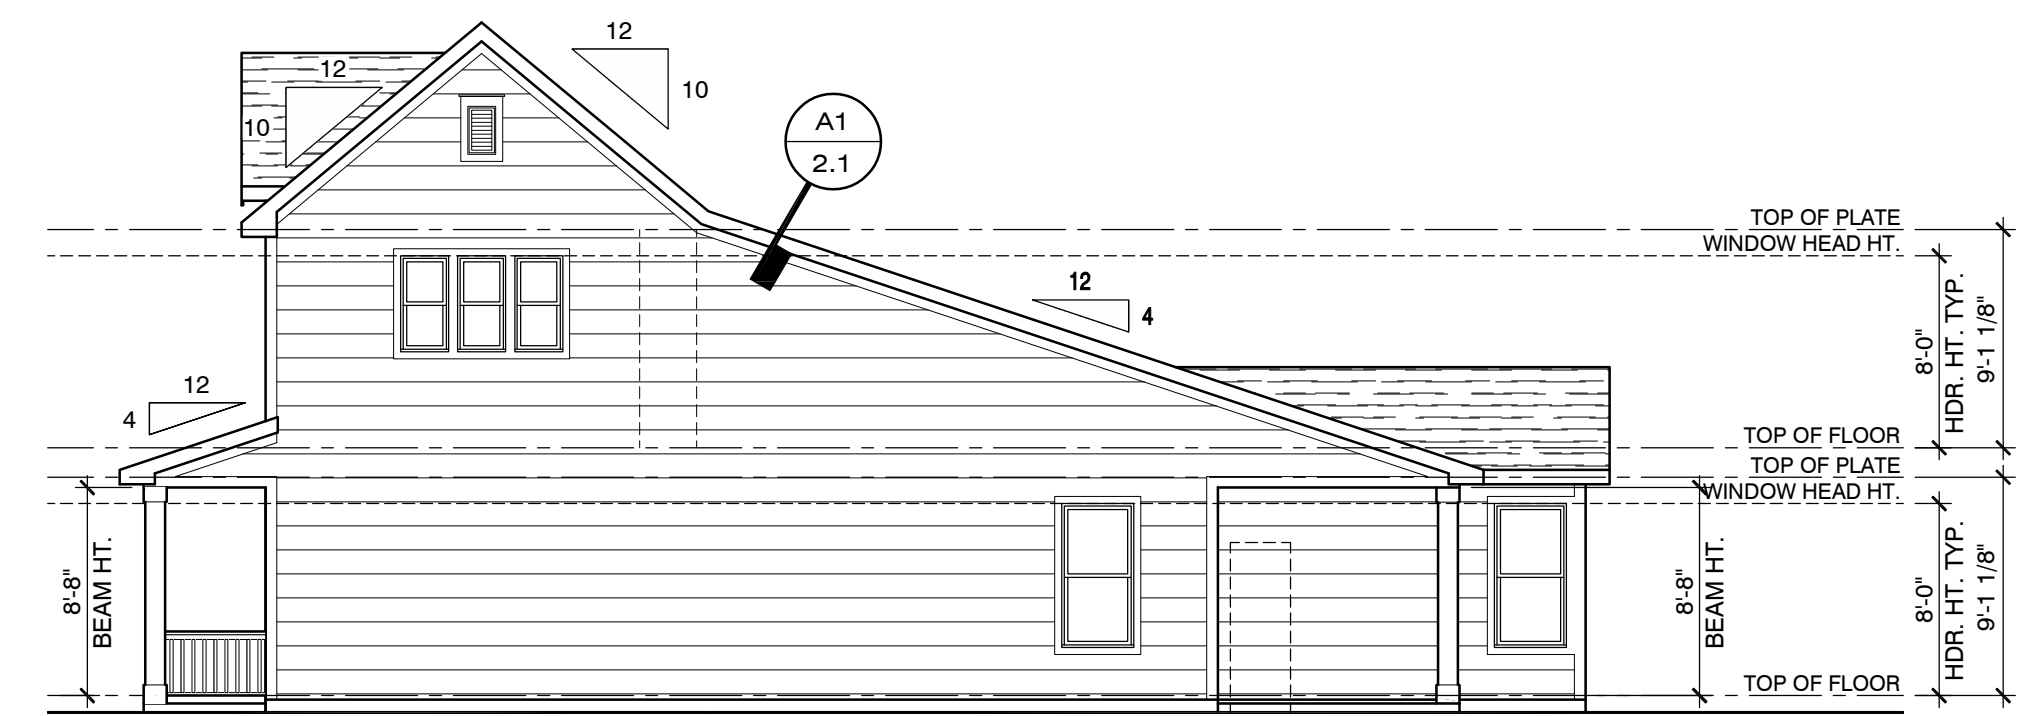 12
12
10
10
A1
2.1
TOP OF PLATE
WINDOW HEAD HT.
12
4
8'-0"
HDR. HT. TYP.
9'-1 1/8"
12
4
TOP OF FLOOR
TOP OF PLATE
WINDOW HEAD HT.
8'-8"
BEAM HT.
8'-8"
BEAM HT.
8'-0"
HDR. HT. TYP.
9'-1 1/8"
TOP OF FLOOR